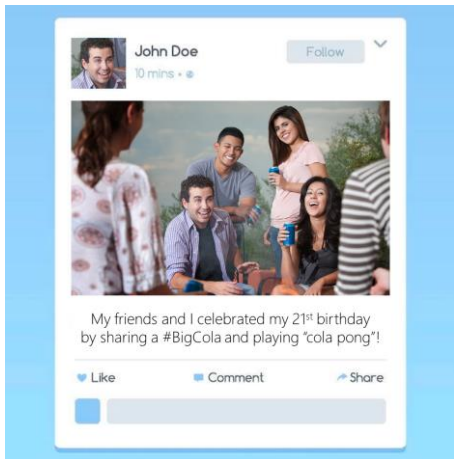 John Doe
Follow
10 mins
My friends and I celebrated my 21st birthday
by sharing a #BigCola and playing “cola pong”!
Like
Comment
Share